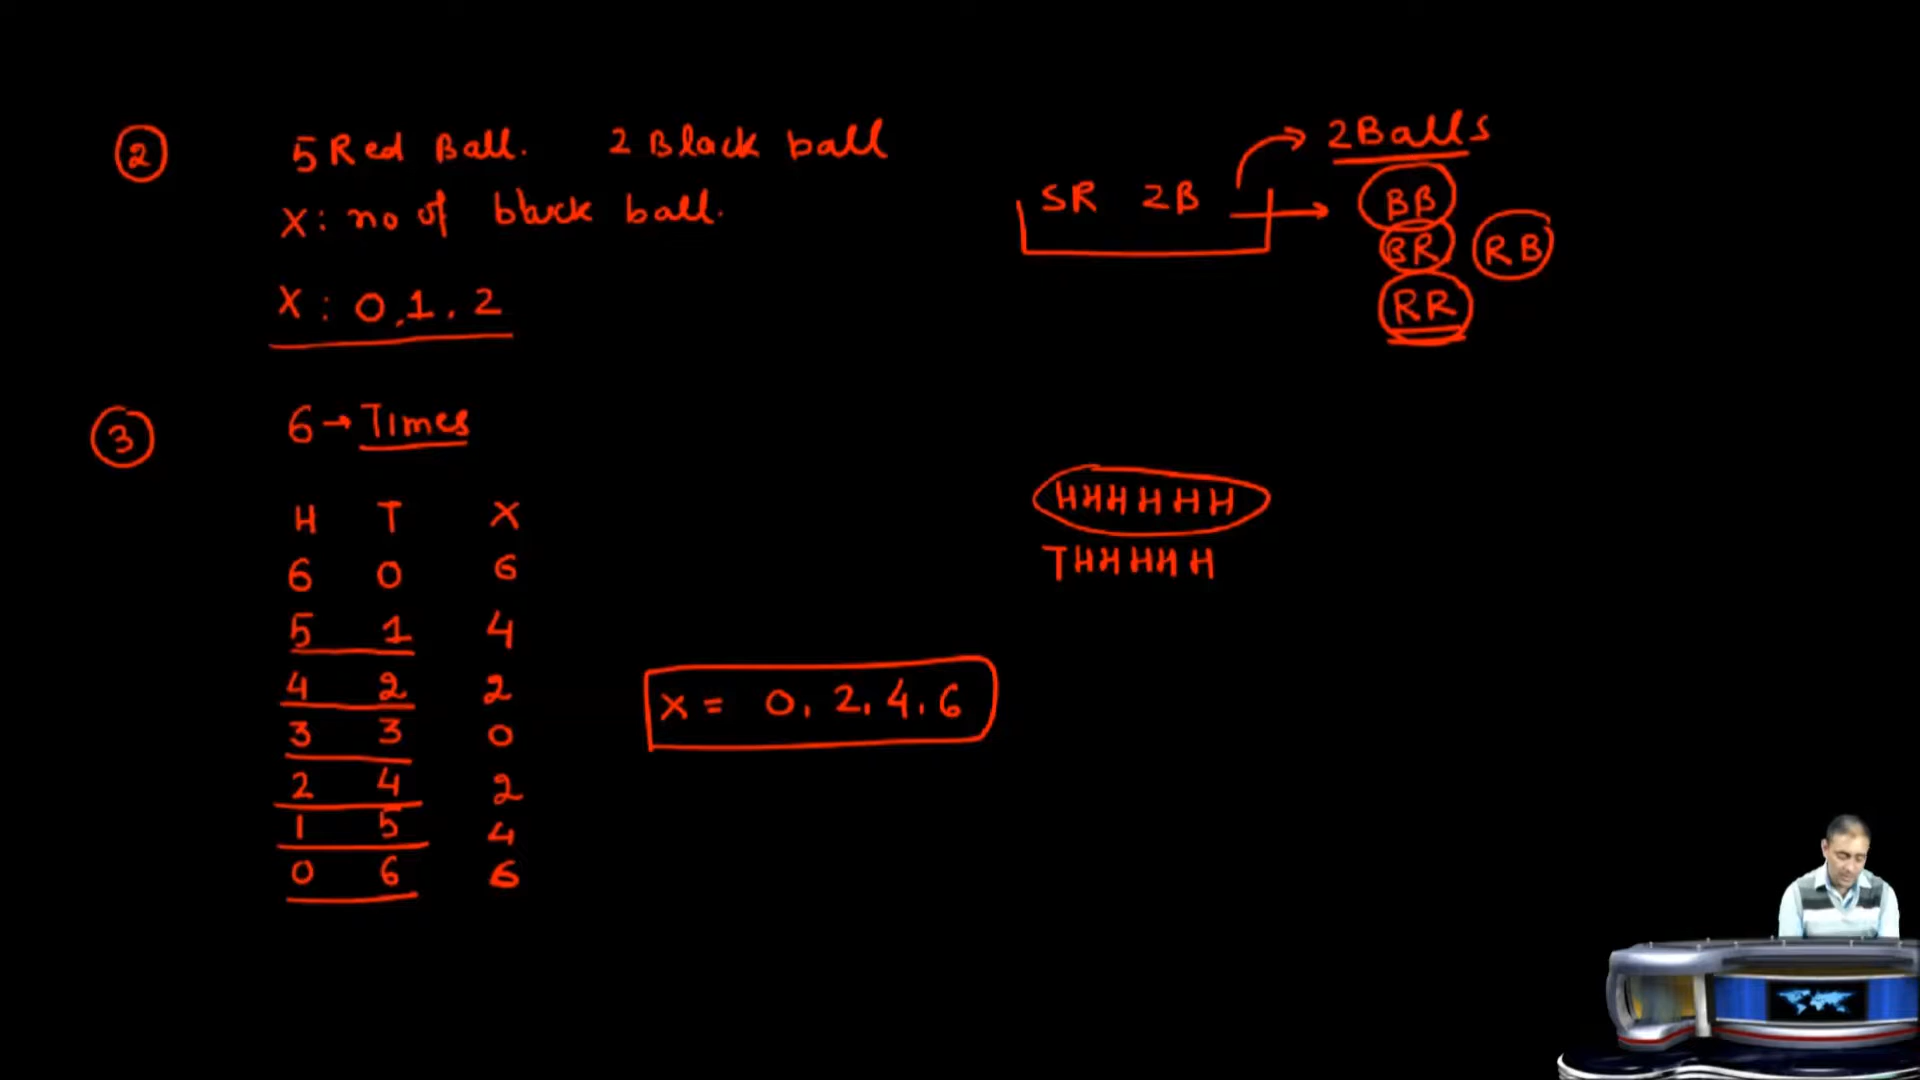 ② 5 Red Ball. 2 Black ball
X: no of black ball.
X : 0, 1, 2
5R 2B
2Balls
BB
BR RB
RR
③ 6 → Times
H T X
6 0 6
5 1 4
4 2 2
3 3 0
2 4 2
1 5 4
0 6 6
X = 0, 2, 4, 6
HHHHHH
THHHHH